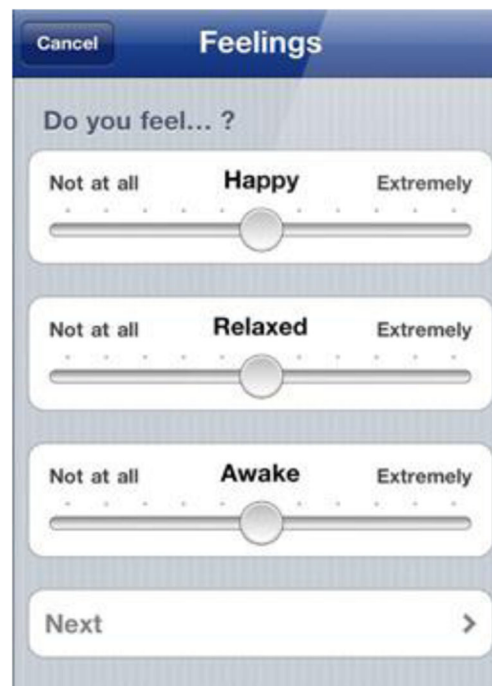 Cancel Feelings
Do you feel... ?
Not at all Happy Extremely
Not at all Relaxed Extremely
Not at all Awake Extremely
Next